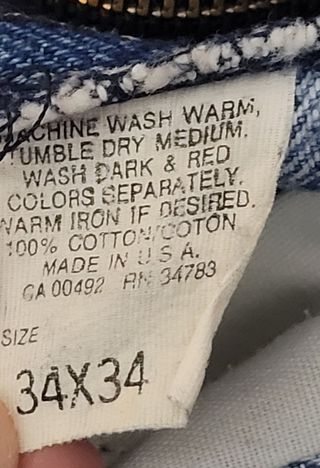 MACHINE WASH WARM,
TUMBLE DRY MEDIUM.
WASH DARK & RED
COLORS SEPARATELY.
WARM IRON IF DESIRED.
100% COTTON/COTON
MADE IN U S A.
CA 00492 RN 34783
SIZE
34X34